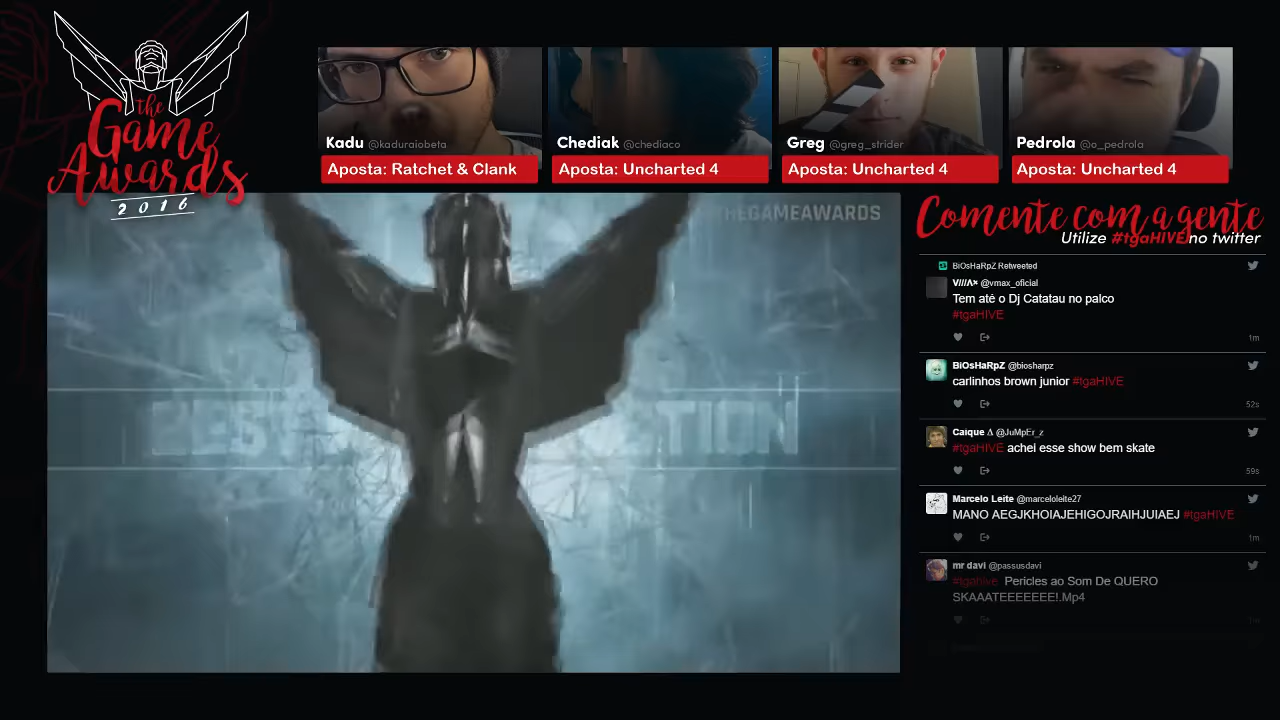 the
Game
Awards
2016
Kadu @kaduraiobeta
Aposta: Ratchet & Clank
Chediak @chediaco
Aposta: Uncharted 4
Greg @greg_strider
Aposta: Uncharted 4
Pedrola @o_pedrola
Aposta: Uncharted 4
#THEGAMEAWARDS
Comente com a gente
Utilize #tgaHIVE no twitter
BiOsHaRpZ Retweeted
V///Λ× @vmax_oficial
Tem até o Dj Catatau no palco
#tgaHIVE
1m
BiOsHaRpZ @biosharpz
carlinhos brown junior #tgaHIVE
52s
Caique Δ @JuMpEr_z
#tgaHIVE achei esse show bem skate
59s
Marcelo Leite @marceloleite27
MANO AEGJKHOIAJEHIGOJRAIHJUIAEJ #tgaHIVE
1m
mr davi @passusdavi
#tgahive Pericles ao Som De QUERO
SKAAATEEEEEEE!.Mp4
1m